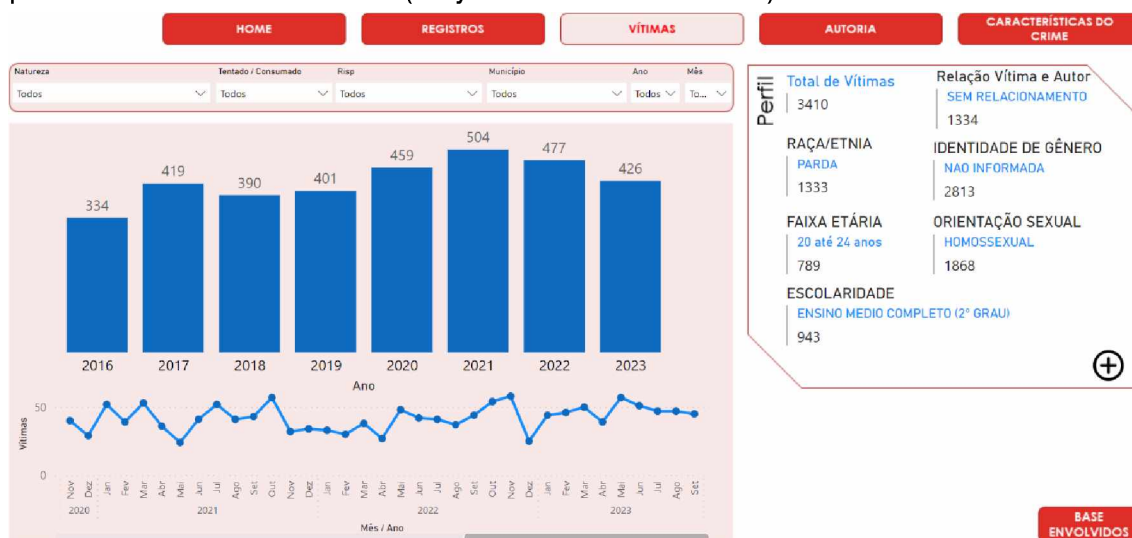 HOME
REGISTROS
VÍTIMAS
AUTORIA
CARACTERÍSTICAS DO
CRIME
Natureza
Tentado / Consumado
Risp
Município
Ano
Mês
Todos
Todos
Todos
Todos
Todos
To...
334
419
390
401
459
504
477
426
2016
2017
2018
2019
2020
2021
2022
2023
Ano
Vítimas
50
0
Nov
Dez
Jan
Fev
Mar
Abr
Mai
Jun
Jul
Ago
Set
Out
Nov
Dez
Jan
Fev
Mar
Abr
Mai
Jun
Jul
Ago
Set
Out
Nov
Dez
Jan
Fev
Mar
Abr
Mai
Jun
Jul
Ago
Set
2020
2021
2022
2023
Mês / Ano
Perfil
Total de Vítimas
3410
Relação Vítima e Autor
SEM RELACIONAMENTO
1334
RAÇA/ETNIA
PARDA
1333
IDENTIDADE DE GÊNERO
NAO INFORMADA
2813
FAIXA ETÁRIA
20 até 24 anos
789
ORIENTAÇÃO SEXUAL
HOMOSSEXUAL
1868
ESCOLARIDADE
ENSINO MEDIO COMPLETO (2º GRAU)
943
BASE
ENVOLVIDOS